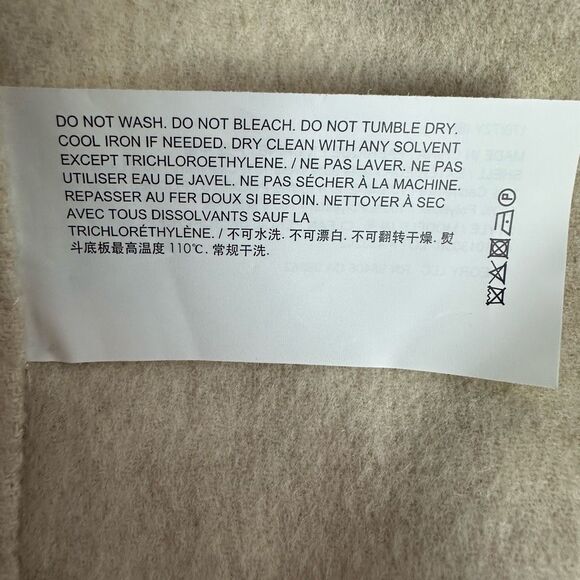 DO NOT WASH. DO NOT BLEACH. DO NOT TUMBLE DRY.
COOL IRON IF NEEDED. DRY CLEAN WITH ANY SOLVENT
EXCEPT TRICHLOROETHYLENE. / NE PAS LAVER. NE PAS
UTILISER EAU DE JAVEL. NE PAS SÉCHER À LA MACHINE.
REPASSER AU FER DOUX SI BESOIN. NETTOYER À SEC
AVEC TOUS DISSOLVANTS SAUF LA
TRICHLORÉTHYLÈNE. / 不可水洗. 不可漂白. 不可翻转干燥. 熨
斗底板最高温度 110℃. 常规干洗.
P